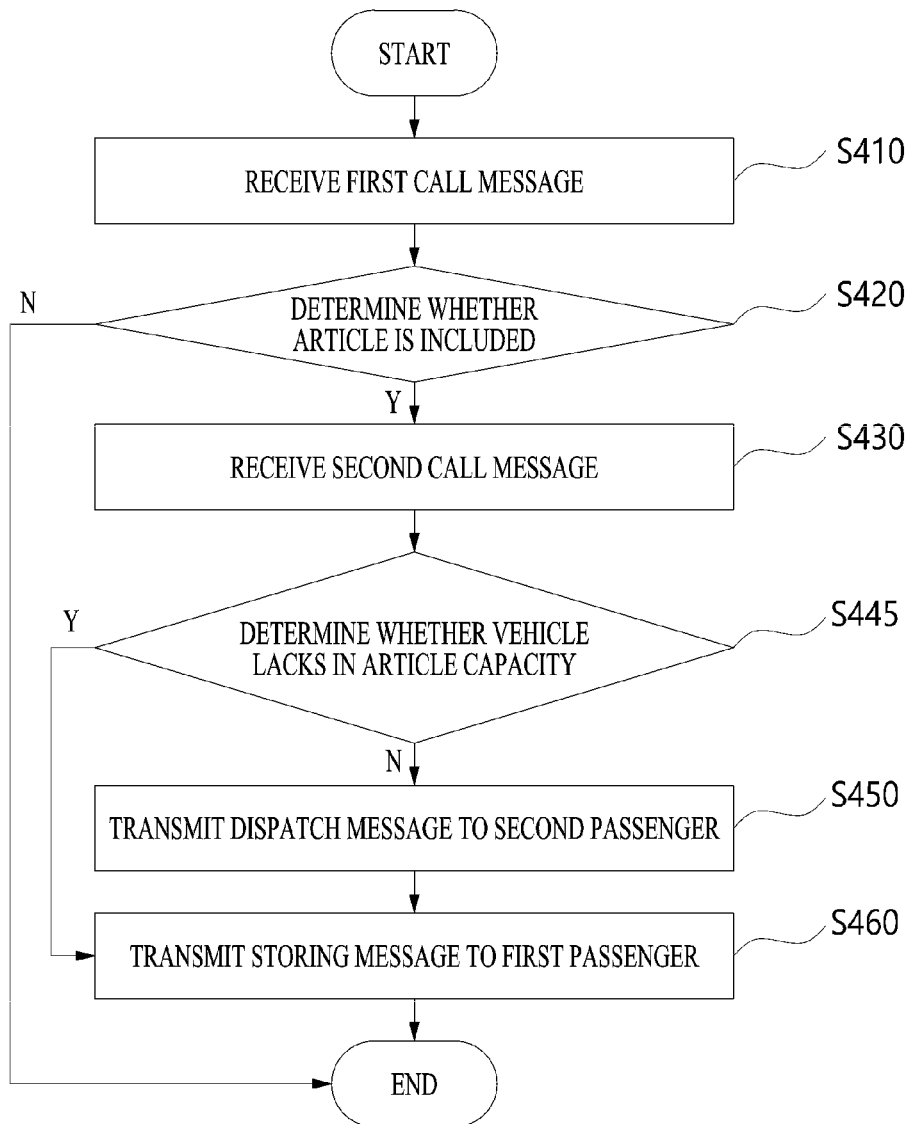 START
RECEIVE FIRST CALL MESSAGE
S410
N
DETERMINE WHETHER
ARTICLE IS INCLUDED
S420
Y
RECEIVE SECOND CALL MESSAGE
S430
Y
DETERMINE WHETHER VEHICLE
LACKS IN ARTICLE CAPACITY
S445
N
TRANSMIT DISPATCH MESSAGE TO SECOND PASSENGER
S450
TRANSMIT STORING MESSAGE TO FIRST PASSENGER
S460
END